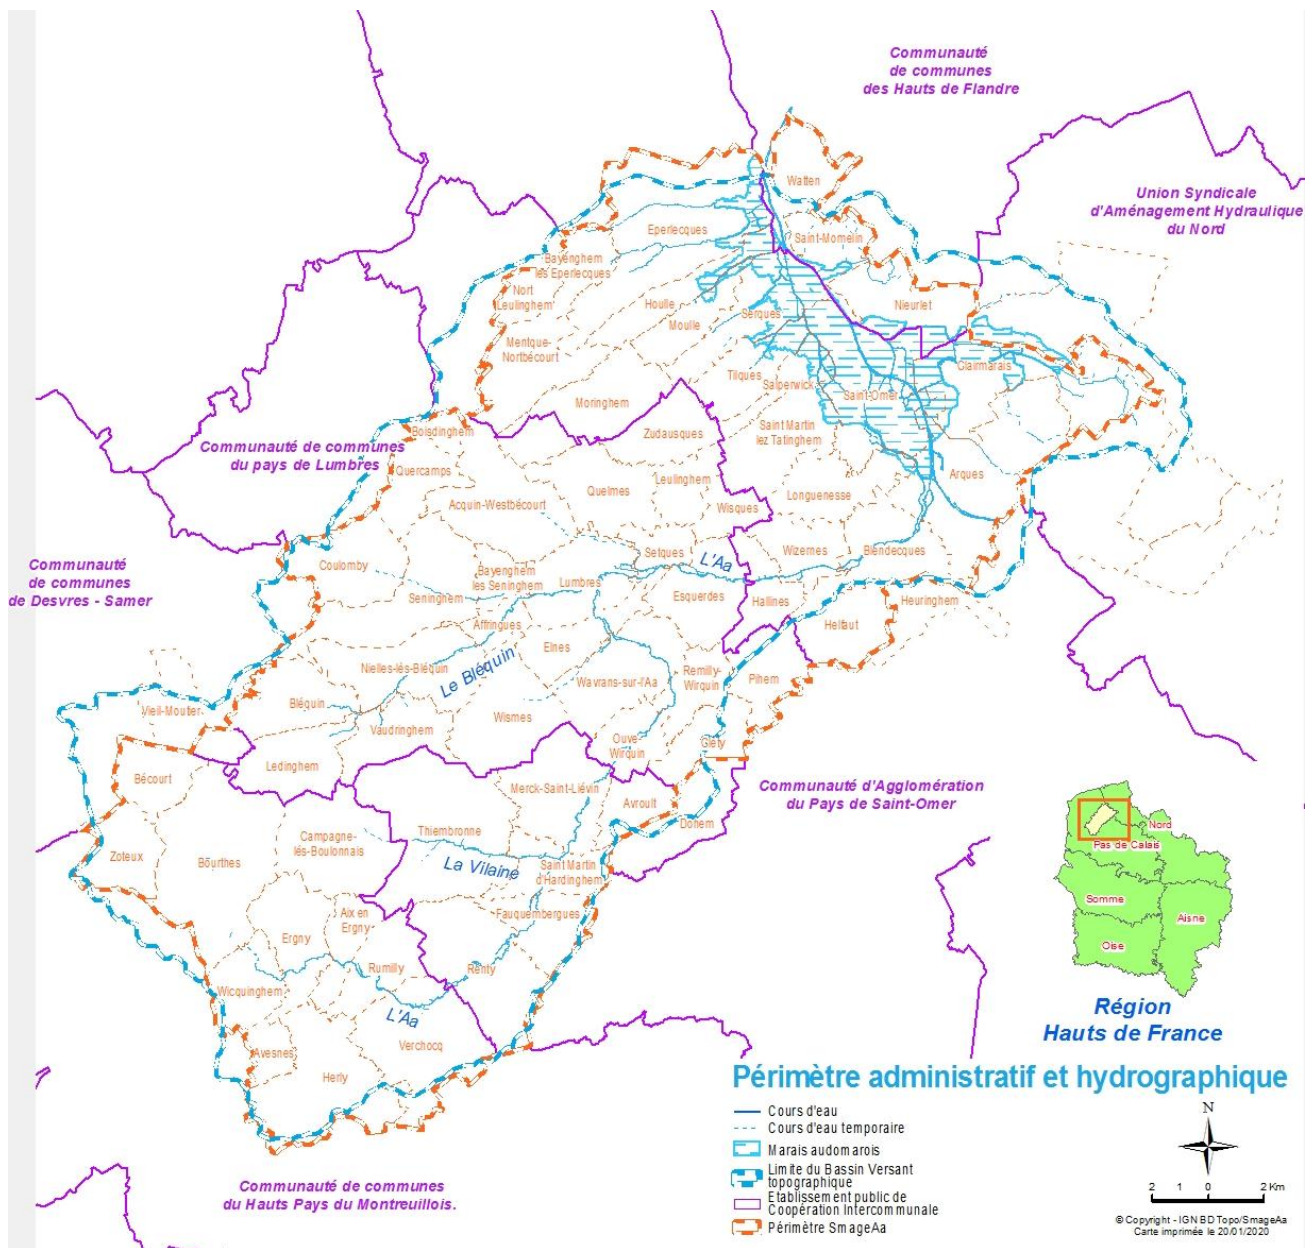 Communauté
de communes
des Hauts de Flandre
Union Syndicale
d'Aménagement Hydraulique
du Nord
Watten
Eperlecques
Saint-Momelin
Bayenghem
les Eperlecques
Nort
Leulinghem
Houlle
Serques
Nieurlet
Moulle
Mentque-
Nortbécourt
Tilques
Salperwick
Clairmarais
Saint-Omer
Moringhem
Boisdinghem
Zudausques
Saint Martin
lez Tatinghem
Communauté de communes
du pays de Lumbres
Quercamps
Leulinghem
Arques
Quelmes
Longuenesse
Acquin-Westbécourt
Wisques
Setques
Wizernes
Blendecques
L'Aa
Coulomby
Communauté
de communes
de Desvres - Samer
Bayenghem
les Seninghem
Lumbres
Seninghem
Esquerdes
Hallines
Heuringhem
Affringues
Helfaut
Elnes
Nielles-lés-Bléquin
Le Bléquin
Wavrans-sur-l'Aa
Remilly-
Wirquin
Pihem
Bléquin
Vieil-Moutier
Wismes
Vaudringhem
Ouve-
Wirquin
Cléty
Ledinghem
Bécourt
Communauté d'Agglomération
du Pays de Saint-Omer
Merck-Saint-Liévin
Avroult
Dohem
Thiembronne
Campagne-
lés-Boulonnais
Zoteux
Bourthes
La Vilaine
Saint Martin
d'Hardinghem
Fauquembergues
Aix en
Ergny
Ergny
Rumilly
Renty
Wicquinghem
L'Aa
Verchocq
Avesnes
Herly
Communauté de communes
du Hauts Pays du Montreuillois.
Nord
Pas de Calais
Somme
Aisne
Oise
Région
Hauts de France
Périmètre administratif et hydrographique
Cours d'eau
Cours d'eau temporaire
Marais audomarois
Limite du Bassin Versant
topographique
Etablissement public de
Coopération Intercommunale
Périmètre SmageAa
N
2 1 0 2 Km
© Copyright - IGN BD Topo/SmageAa
Carte imprimée le 20/01/2020